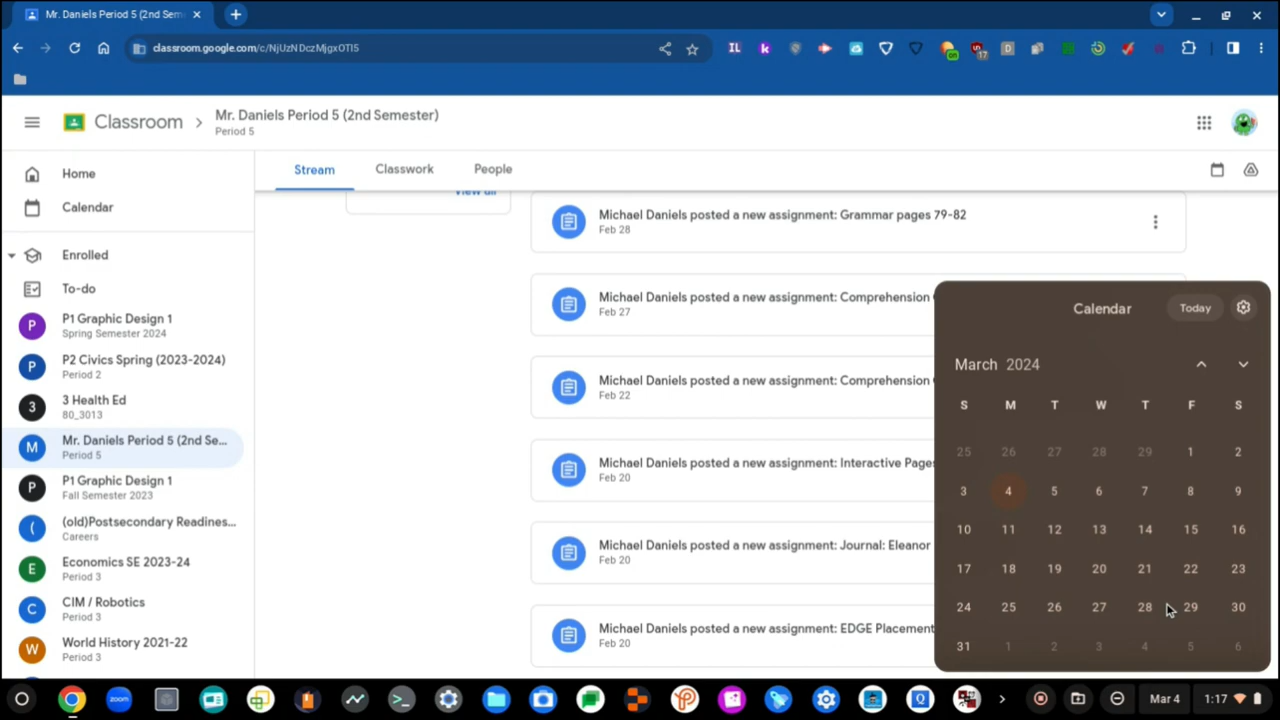 Mr. Daniels Period 5 (2nd Sem
classroom.google.com/c/NjUzNDczMjgxOTI5
Classroom
Mr. Daniels Period 5 (2nd Semester)
Period 5
Stream
Classwork
People
Home
Calendar
Enrolled
To-do
P
P1 Graphic Design 1
Spring Semester 2024
P
P2 Civics Spring (2023-2024)
Period 2
3
3 Health Ed
80_3013
M
Mr. Daniels Period 5 (2nd Se...
Period 5
P
P1 Graphic Design 1
Fall Semester 2023
(
(old)Postsecondary Readines...
Careers
E
Economics SE 2023-24
Period 3
C
CIM / Robotics
Period 3
W
World History 2021-22
Period 3
View all
Michael Daniels posted a new assignment: Grammar pages 79-82
Feb 28
Michael Daniels posted a new assignment: Comprehension
Feb 27
Michael Daniels posted a new assignment: Comprehension
Feb 22
Michael Daniels posted a new assignment: Interactive Pages
Feb 20
Michael Daniels posted a new assignment: Journal: Eleanor
Feb 20
Michael Daniels posted a new assignment: EDGE Placement
Feb 20
Calendar
Today
March 2024
S M T W T F S
25 26 27 28 29 1 2
3 4 5 6 7 8 9
10 11 12 13 14 15 16
17 18 19 20 21 22 23
24 25 26 27 28 29 30
31 1 2 3 4 5 6
zoom
Mar 4
1:17